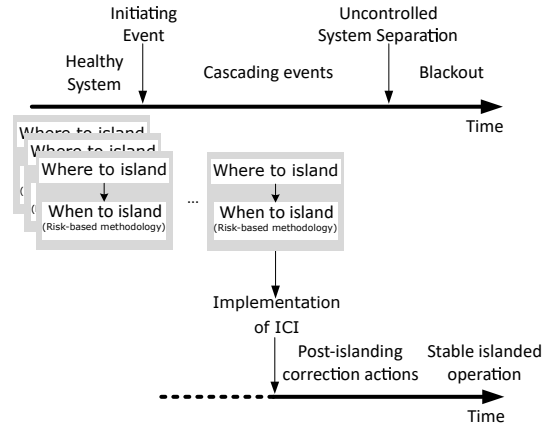 Initiating
Event
Uncontrolled
System Separation
Healthy
System
Cascading events
Blackout
Time
Where to island
Where to island
Where to island
When to island
(Risk-based methodology)
...
Where to island
When to island
(Risk-based methodology)
Implementation
of ICI
Post-islanding
correction actions
Stable islanded
operation
Time